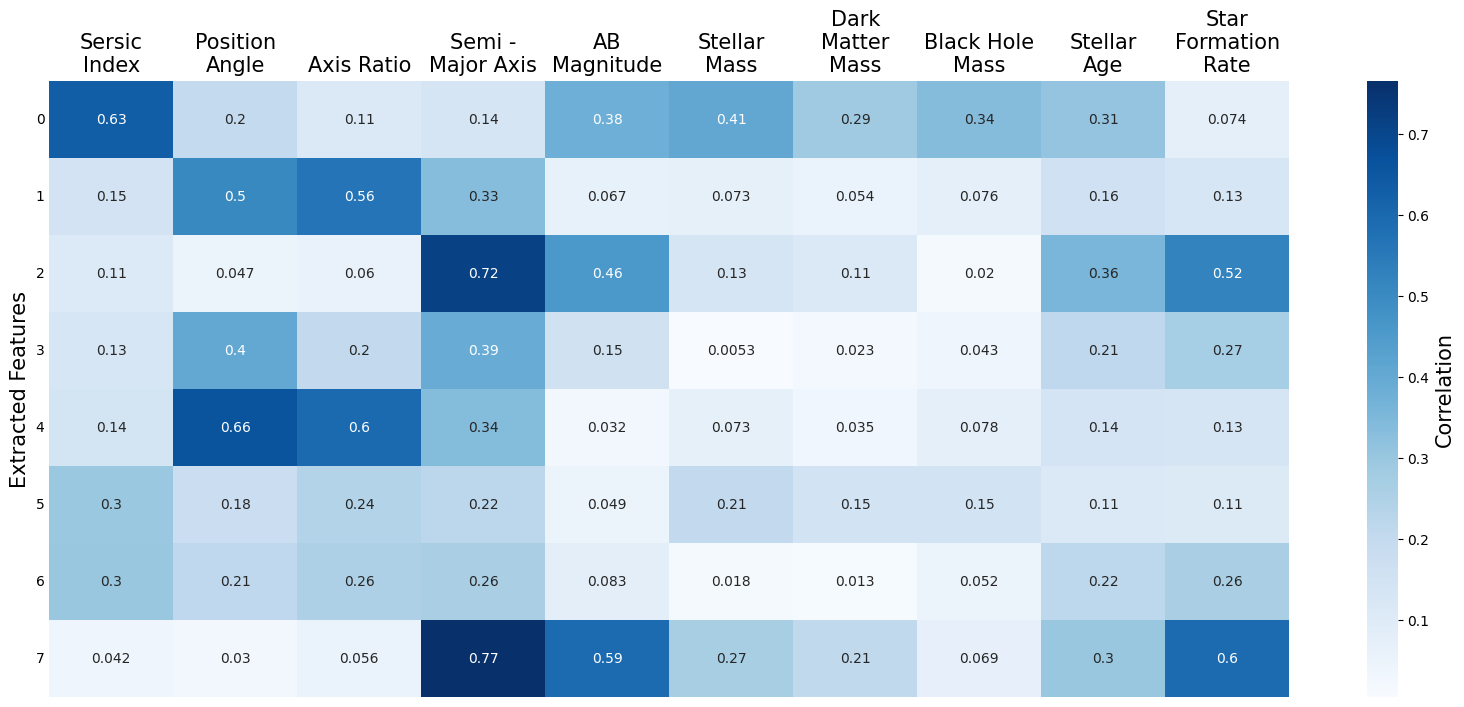 Sersic Index
Position Angle
Axis Ratio
Semi - Major Axis
AB Magnitude
Stellar Mass
Dark Matter Mass
Black Hole Mass
Stellar Age
Star Formation Rate
Extracted Features
0 0.63 0.2 0.11 0.14 0.38 0.41 0.29 0.34 0.31 0.074
1 0.15 0.5 0.56 0.33 0.067 0.073 0.054 0.076 0.16 0.13
2 0.11 0.047 0.06 0.72 0.46 0.13 0.11 0.02 0.36 0.52
3 0.13 0.4 0.2 0.39 0.15 0.0053 0.023 0.043 0.21 0.27
4 0.14 0.66 0.6 0.34 0.032 0.073 0.035 0.078 0.14 0.13
5 0.3 0.18 0.24 0.22 0.049 0.21 0.15 0.15 0.11 0.11
6 0.3 0.21 0.26 0.26 0.083 0.018 0.013 0.052 0.22 0.26
7 0.042 0.03 0.056 0.77 0.59 0.27 0.21 0.069 0.3 0.6
0.7
0.6
0.5
0.4
0.3
0.2
0.1
Correlation